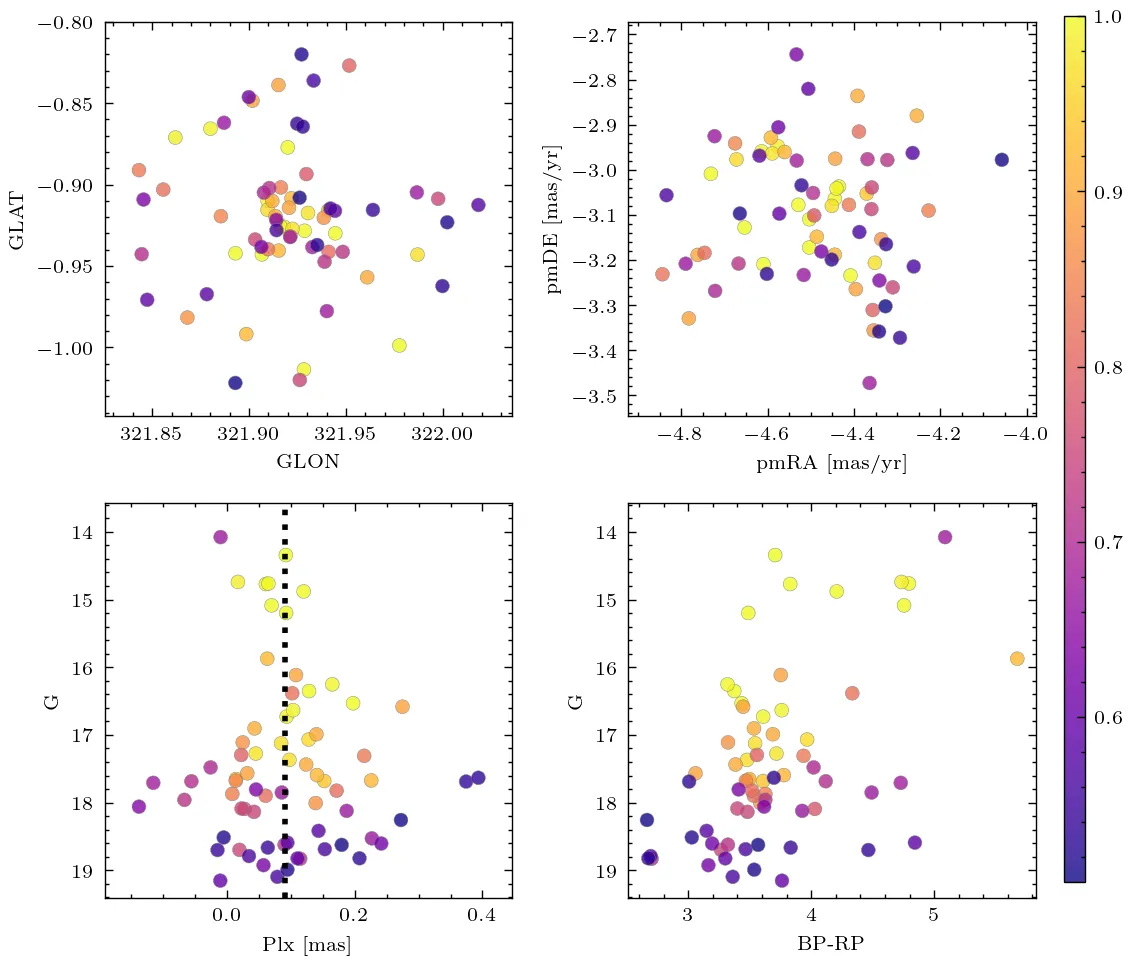 −0.80
−0.85
−0.90
−0.95
−1.00
GLAT
321.85 321.90 321.95 322.00
GLON
−2.7
−2.8
−2.9
−3.0
−3.1
−3.2
−3.3
−3.4
−3.5
pmDE [mas/yr]
−4.8 −4.6 −4.4 −4.2 −4.0
pmRA [mas/yr]
1.0
0.9
0.8
0.7
0.6
14
15
16
17
18
19
G
0.0 0.2 0.4
Plx [mas]
14
15
16
17
18
19
G
3 4 5
BP-RP